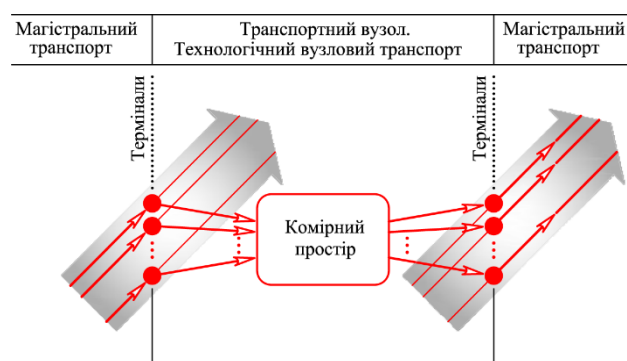 Магістральний
транспорт
Транспортний вузол.
Технологічний вузловий транспорт
Магістральний
транспорт
Термінали
Комірний
простір
Термінали